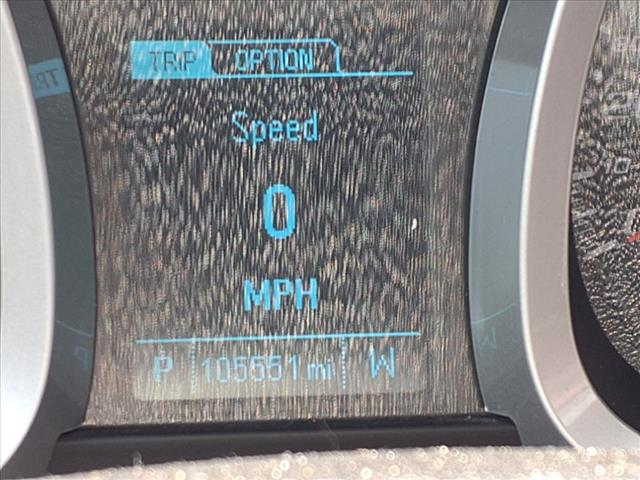 TRIP OPTION
Speed
0
MPH
P 105551 mi W